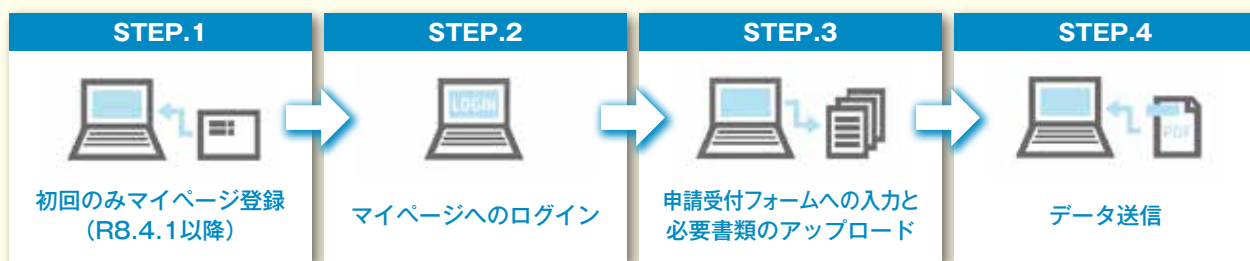 STEP.1
初回のみマイページ登録
（R8.4.1以降）
STEP.2
LOGIN
マイページへのログイン
STEP.3
申請受付フォームへの入力と
必要書類のアップロード
STEP.4
PDF
データ送信